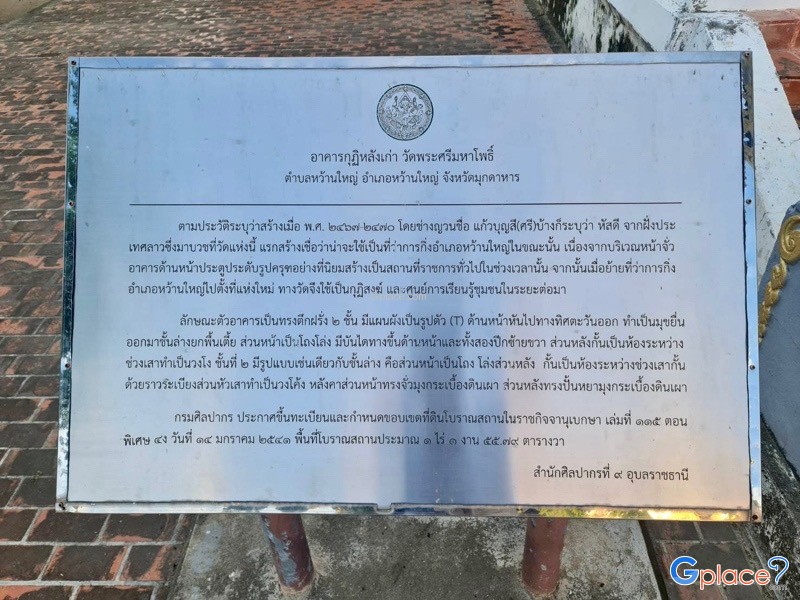 อาคารกุฏิหลังเก่า วัดพระศรีมหาโพธิ์
ตำบลหว้านใหญ่ อำเภอหว้านใหญ่ จังหวัดมุกดาหาร
ตามประวัติระบุว่าสร้างเมื่อ พ.ศ. ๒๔๖๗-๒๔๗๐ โดยช่างญวนชื่อ แก้วบุญสี(ศรี)บ้างก็ระบุว่า หัสดี จากฝั่งประ
เทศลาวซึ่งมาบวชที่วัดแห่งนี้ แรกสร้างเชื่อว่าน่าจะใช้เป็นที่ว่าการกิ่งอำเภอหว้านใหญ่ในขณะนั้น เนื่องจากบริเวณหน้าจั่ว
อาคารด้านหน้าประตูประดับรูปครุฑอย่างที่นิยมสร้างเป็นสถานที่ราชการทั่วไปในช่วงเวลานั้น จากนั้นเมื่อย้ายที่ว่าการกิ่ง
อำเภอหว้านใหญ่ไปตั้งที่แห่งใหม่ ทางวัดจึงใช้เป็นกุฏิสงฆ์ และศูนย์การเรียนรู้ชุมชนในระยะต่อมา
ลักษณะตัวอาคารเป็นทรงตึกฝรั่ง ๒ ชั้น มีแผนผังเป็นรูปตัว (T) ด้านหน้าหันไปทางทิศตะวันออก ทำเป็นมุขยื่น
ออกมาชั้นล่างยกพื้นเตี้ย ส่วนหน้าเป็นโถงโล่ง มีบันไดทางขึ้นด้านหน้าและทั้งสองปีกซ้ายขวา ส่วนหลังกั้นเป็นห้องระหว่าง
ช่วงเสาทำเป็นวงโง ชั้นที่ ๒ มีรูปแบบเช่นเดียวกับชั้นล่าง คือส่วนหน้าเป็นโถง โล่งส่วนหลัง กั้นเป็นห้องระหว่างช่วงเสากั้น
ด้วยราวระเบียงส่วนหัวเสาทำเป็นวงโค้ง หลังคาส่วนหน้าทรงจั่วมุงกระเบื้องดินเผา ส่วนหลังทรงปั้นหยามุงกระเบื้องดินเผา
กรมศิลปากร ประกาศขึ้นทะเบียนและกำหนดขอบเขตที่ดินโบราณสถานในราชกิจจานุเบกษา เล่มที่ ๑๑๕ ตอน
พิเศษ ๔ง วันที่ ๑๔ มกราคม ๒๕๔๑ พื้นที่โบราณสถานประมาณ ๑ ไร่ ๓ งาน ๕๕.๗๙ ตารางวา
สำนักศิลปากรที่ ๙ อุบลราชธานี
Gplace?
.com